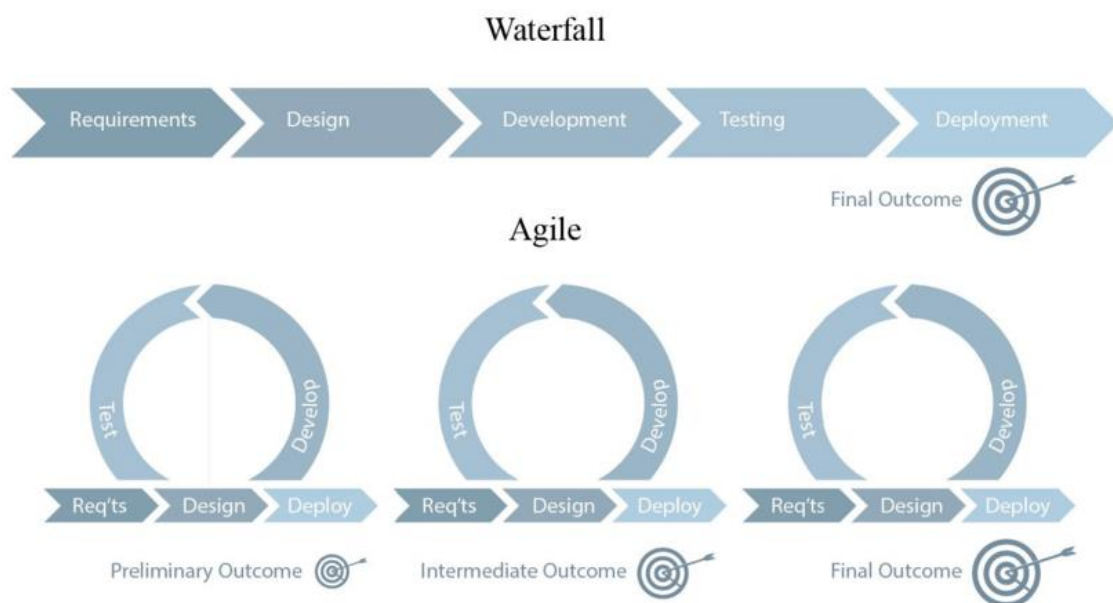 Waterfall
Requirements Design Development Testing Deployment
Final Outcome
Agile
Test Develop Test Develop Test Develop
Req'ts Design Deploy Req'ts Design Deploy Req'ts Design Deploy
Preliminary Outcome Intermediate Outcome Final Outcome